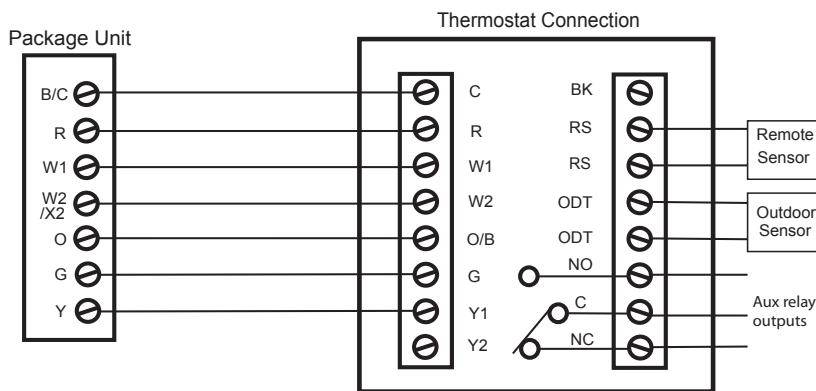 Thermostat Connection
Package Unit
B/C
R
W1
W2
/X2
O
G
Y
C
R
W1
W2
O/B
G
Y1
Y2
BK
RS
RS
ODT
ODT
NO
C
NC
Remote
Sensor
Outdoor
Sensor
Aux relay
outputs